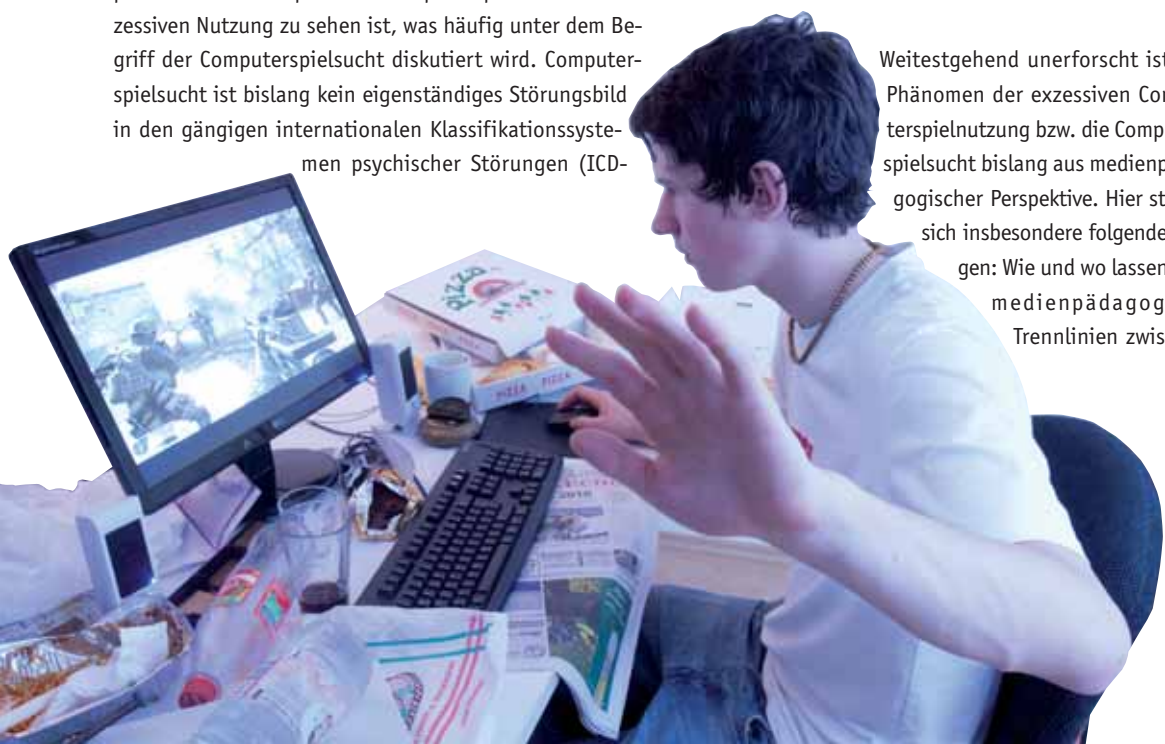 zessiven Nutzung zu sehen ist, was häufig unter dem Be-
griff der Computerspielsucht diskutiert wird. Computer-
spielsucht ist bislang kein eigenständiges Störungsbild
in den gängigen internationalen Klassifikationssyste-
men psychischer Störungen (ICD-
Weitestgehend unerforscht ist
Phänomen der exzessiven Com
terspielnutzung bzw. die Comp
spielsucht bislang aus medienp
gogischer Perspektive. Hier st
sich insbesondere folgende
gen: Wie und wo lassen
medienpädagog
Trennlinien zwis
PIZZA
PIZZA PIZZA